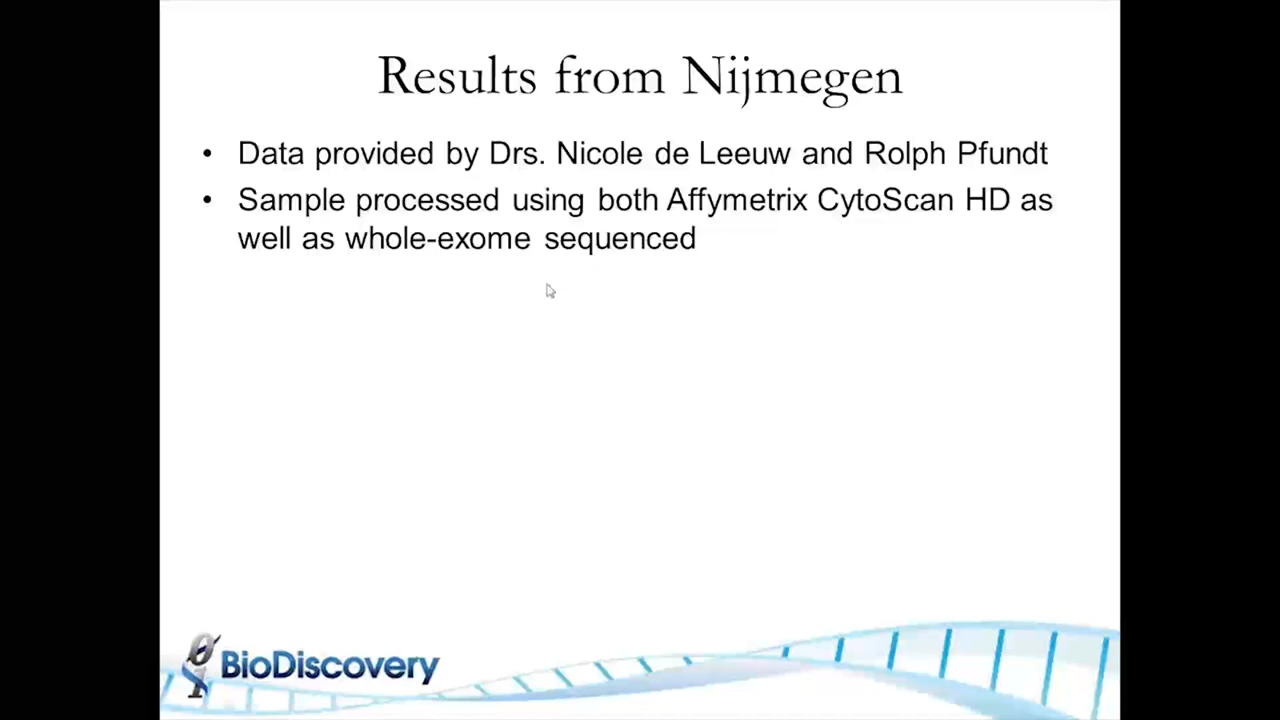 Results from Nijmegen
• Data provided by Drs. Nicole de Leeuw and Rolph Pfundt
• Sample processed using both Affymetrix CytoScan HD as
well as whole-exome sequenced
BioDiscovery